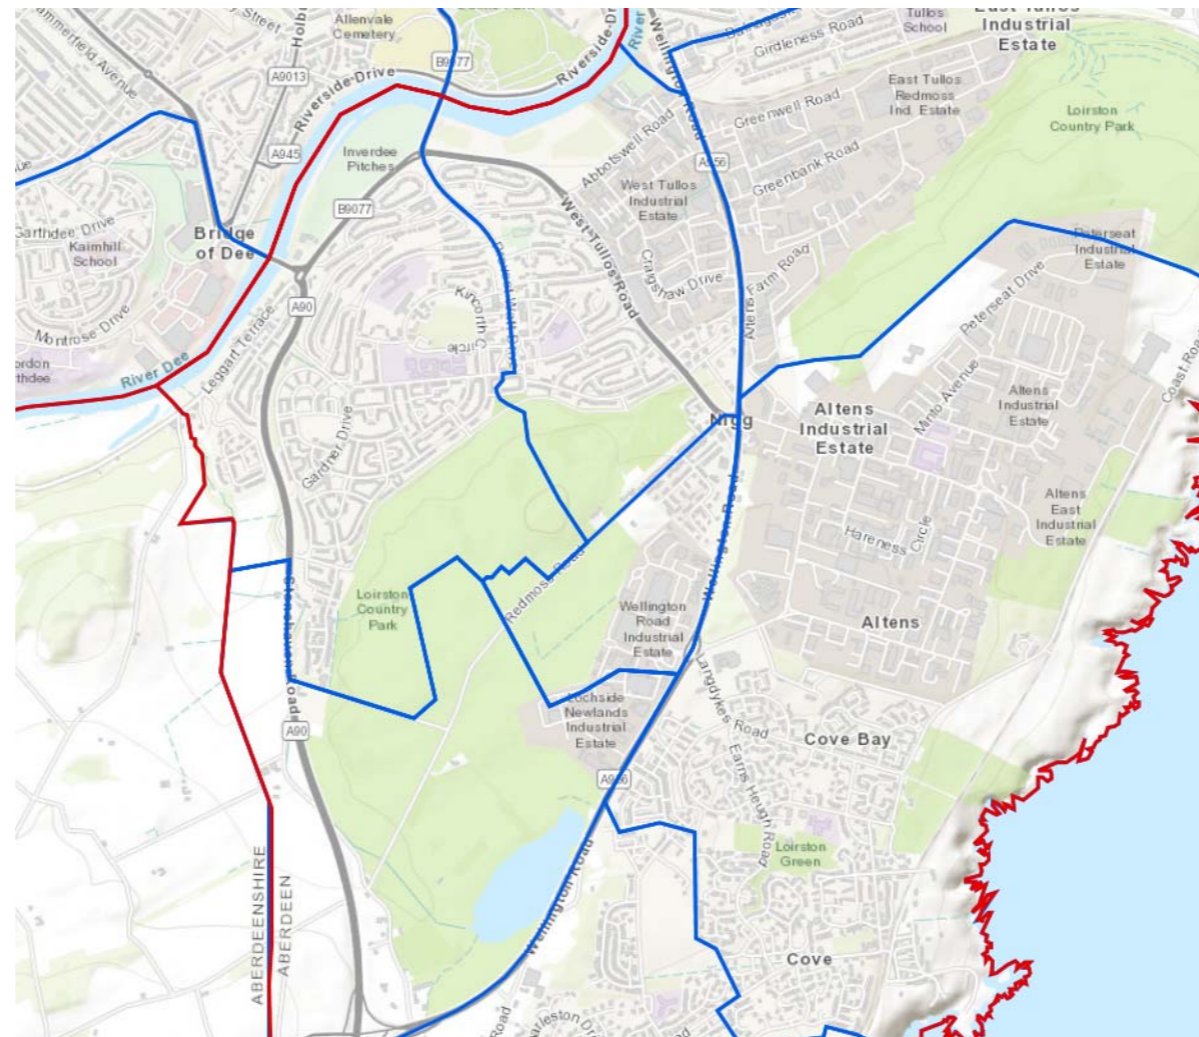 Allenvale
Cemetery
Tullos
School
East Tullos
Industrial
Estate
Girdleness Road
Riverside Drive
A9013
B9077
Riverside Drive
A945
Wellington Road
East Tullos
Redmoss
Ind. Estate
Greenwell Road
Loirston
Country Park
Inverdee
Pitches
Abbotswell Road
A956
Greenbank Road
West Tullos
Industrial
Estate
B9077
Garthdee Drive
Kaimhill
School
Bridge
of Dee
West Tullos Road
Craigshaw Drive
Altens Farm Road
Peterseat
Industrial
Estate
Peterseat Drive
A90
Kincorth Circle
Montrose Drive
River Dee
Leggart Terrace
Coast Road
Minto Avenue
Altens
Industrial
Estate
Altens
Industrial
Estate
Nigg
Gardner Drive
Wellington Road
Hareness Circle
Altens
East
Industrial
Estate
Loirston
Country
Park
Redmoss Road
Wellington
Road
Industrial
Estate
Altens
Stonehaven Road
A90
Lochside
Newlands
Industrial
Estate
Langdykes Road
Cove Bay
A956
Earns Heugh Road
Loirston
Green
ABERDEENSHIRE
ABERDEEN
Wellington Road
Cove
Road